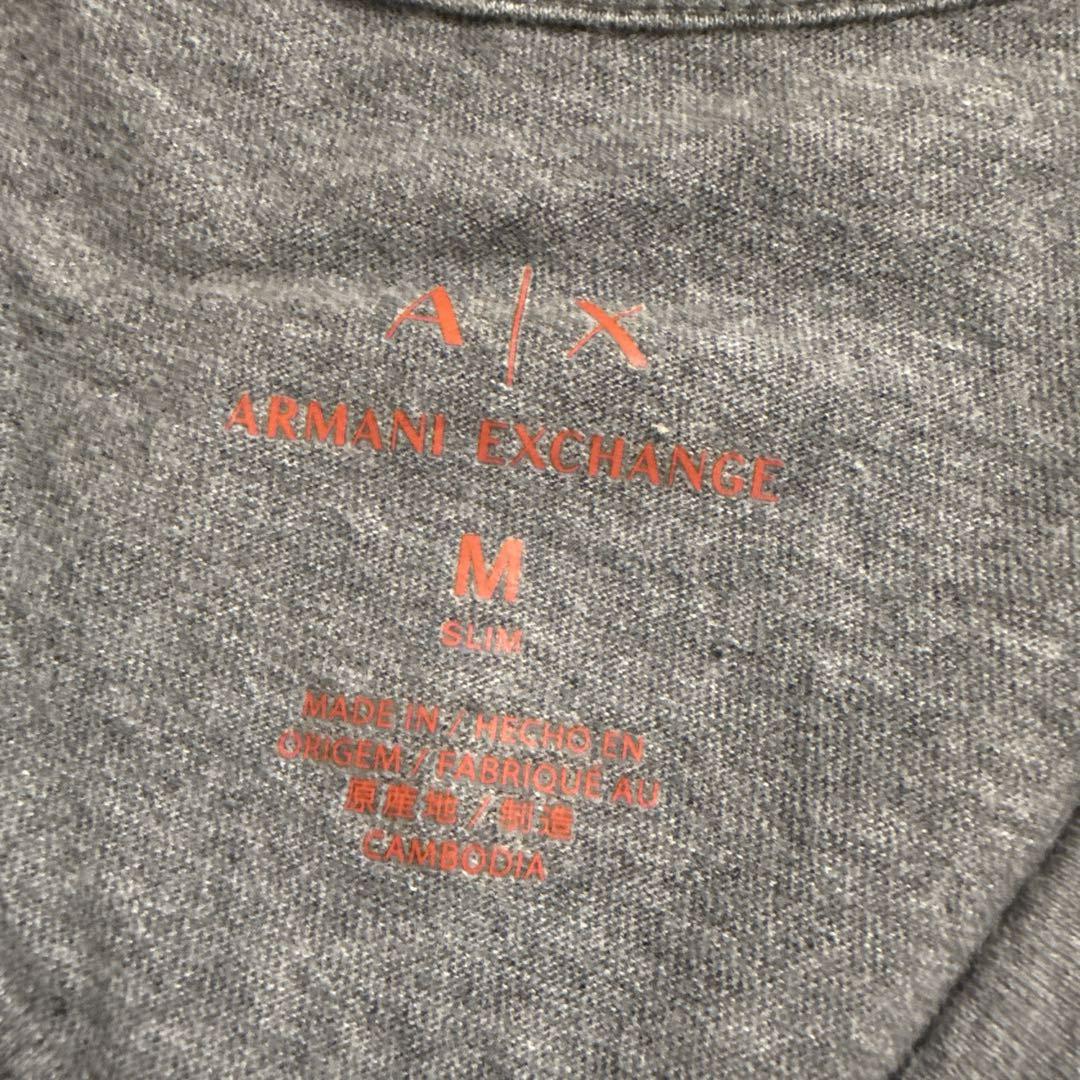 A|X
ARMANI EXCHANGE
M
SLIM
MADE IN / HECHO EN
ORIGEM / FABRIQUÉ AU
原産地 / 制造
CAMBODIA